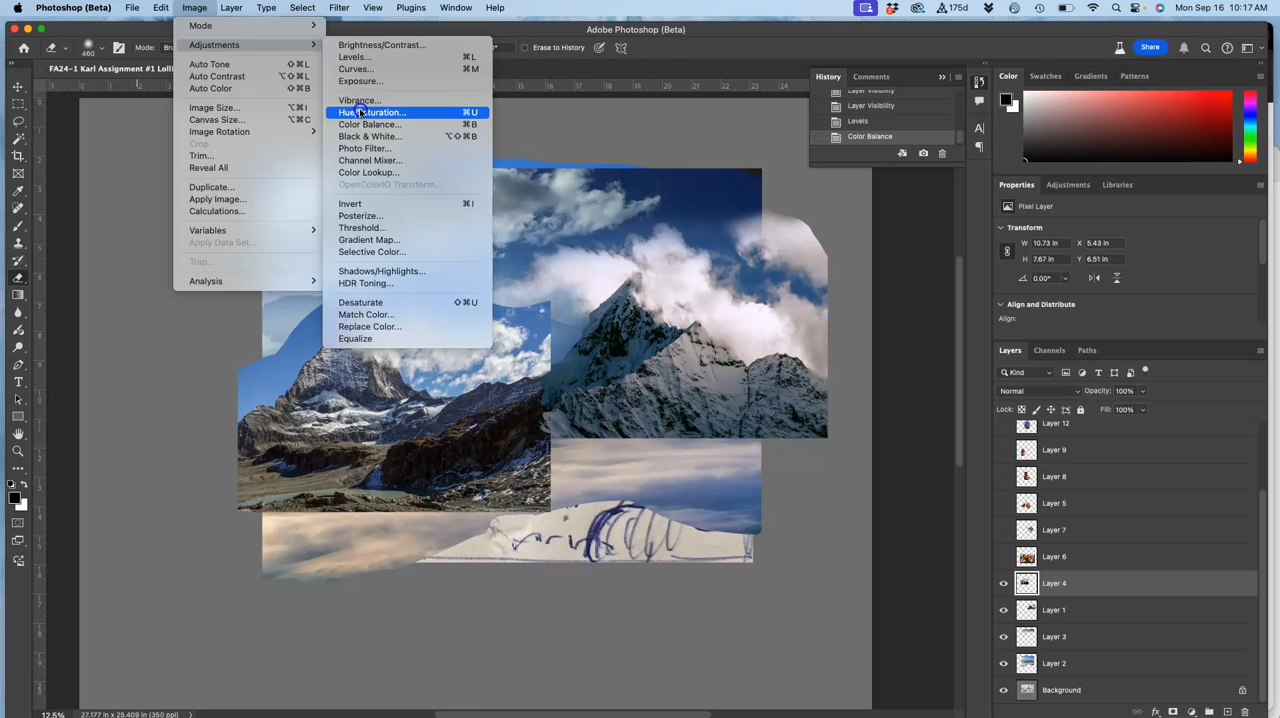 Photoshop (Beta) File Edit Image Layer Type Select Filter View Plugins Window Help 175d Mon Sep 16 10:17 AM
Adobe Photoshop (Beta)
460 Mode: Erase to History Share
FA24-1 Karl Assignment #1 Lolli
Mode
Adjustments
Auto Tone ⇧⌘L
Auto Contrast ⌥⇧⌘L
Auto Color ⇧⌘B
Image Size... ⌥⌘I
Canvas Size... ⌥⌘C
Image Rotation
Crop
Trim...
Reveal All
Duplicate...
Apply Image...
Calculations...
Variables
Apply Data Set...
Trap...
Analysis
Brightness/Contrast...
Levels... ⌘L
Curves... ⌘M
Exposure...
Vibrance...
Hue/Saturation... ⌘U
Color Balance... ⌘B
Black & White... ⌥⇧⌘B
Photo Filter...
Channel Mixer...
Color Lookup...
OpenColorIO Transform...
Invert ⌘I
Posterize...
Threshold...
Gradient Map...
Selective Color...
Shadows/Highlights...
HDR Toning...
Desaturate ⇧⌘U
Match Color...
Replace Color...
Equalize
History Comments
Layer Visibility
Layer Visibility
Levels
Color Balance
Color Swatches Gradients Patterns
Properties Adjustments Libraries
Pixel Layer
Transform
W 10.73 in X 5.43 in
H 7.67 in Y 6.51 in
0.00°
Align and Distribute
Align:
Layers Channels Paths
Kind
Normal Opacity: 100%
Lock: Fill: 100%
Layer 12
Layer 9
Layer 8
Layer 5
Layer 7
Layer 6
Layer 4
Layer 1
Layer 3
Layer 2
Background
12.5% 27.177 in x 25.409 in (350 ppi)